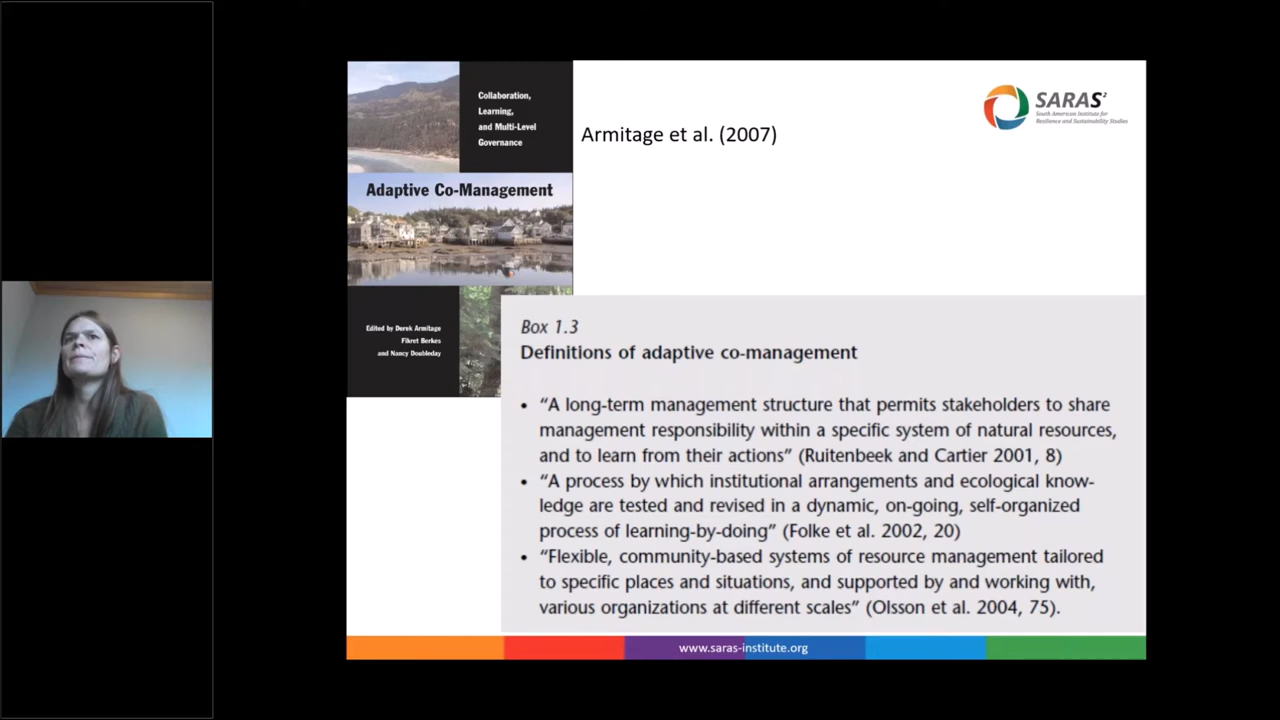 Collaboration,
Learning,
and Multi-Level
Governance
Adaptive Co-Management
Edited by Derek Armitage
Fikret Berkes
and Nancy Doubleday
Armitage et al. (2007)
SARAS²
South American Institute for
Resilience and Sustainability Studies
Box 1.3
Definitions of adaptive co-management
• “A long-term management structure that permits stakeholders to share
management responsibility within a specific system of natural resources,
and to learn from their actions” (Ruitenbeek and Cartier 2001, 8)
• “A process by which institutional arrangements and ecological know-
ledge are tested and revised in a dynamic, on-going, self-organized
process of learning-by-doing” (Folke et al. 2002, 20)
• “Flexible, community-based systems of resource management tailored
to specific places and situations, and supported by and working with,
various organizations at different scales” (Olsson et al. 2004, 75).
www.saras-institute.org